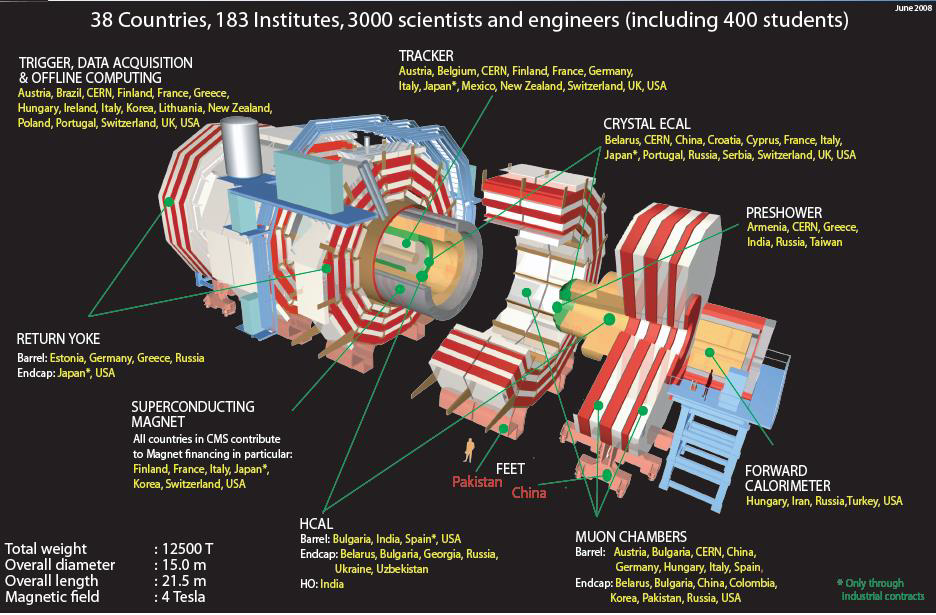 June 2008
38 Countries, 183 Institutes, 3000 scientists and engineers (including 400 students)
TRIGGER, DATA ACQUISITION
& OFFLINE COMPUTING
Austria, Brazil, CERN, Finland, France, Greece,
Hungary, Ireland, Italy, Korea, Lithuania, New Zealand,
Poland, Portugal, Switzerland, UK, USA
TRACKER
Austria, Belgium, CERN, Finland, France, Germany,
Italy, Japan*, Mexico, New Zealand, Switzerland, UK, USA
CRYSTAL ECAL
Belarus, CERN, China, Croatia, Cyprus, France, Italy,
Japan*, Portugal, Russia, Serbia, Switzerland, UK, USA
PRESHOWER
Armenia, CERN, Greece,
India, Russia, Taiwan
RETURN YOKE
Barrel: Estonia, Germany, Greece, Russia
Endcap: Japan*, USA
SUPERCONDUCTING
MAGNET
All countries in CMS contribute
to Magnet financing in particular:
Finland, France, Italy, Japan*,
Korea, Switzerland, USA
FEET
Pakistan
China
FORWARD
CALORIMETER
Hungary, Iran, Russia,Turkey, USA
HCAL
Barrel: Bulgaria, India, Spain*, USA
Endcap: Belarus, Bulgaria, Georgia, Russia,
Ukraine, Uzbekistan
HO: India
MUON CHAMBERS
Barrel: Austria, Bulgaria, CERN, China,
Germany, Hungary, Italy, Spain,
Endcap: Belarus, Bulgaria, China, Colombia,
Korea, Pakistan, Russia, USA
Total weight : 12500 T
Overall diameter : 15.0 m
Overall length : 21.5 m
Magnetic field : 4 Tesla
* Only through
industrial contracts